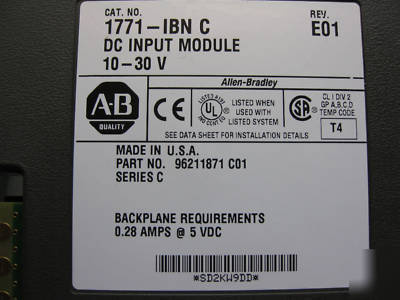 CAT. NO.
1771-IBN C
DC INPUT MODULE
10-30 V
REV.
E01
Allen-Bradley
A-B
QUALITY
UL
LISTED WHEN
USED WITH
LISTED SYSTEM
SA
CL I DIV 2
GP A,B,C,D
TEMP CODE
T4
SEE DATA SHEET FOR INSTALLATION DETAILS
MADE IN U.S.A.
PART NO. 96211871 C01
SERIES C
BACKPLANE REQUIREMENTS
0.28 AMPS @ 5 VDC
*SD2KW9DD*